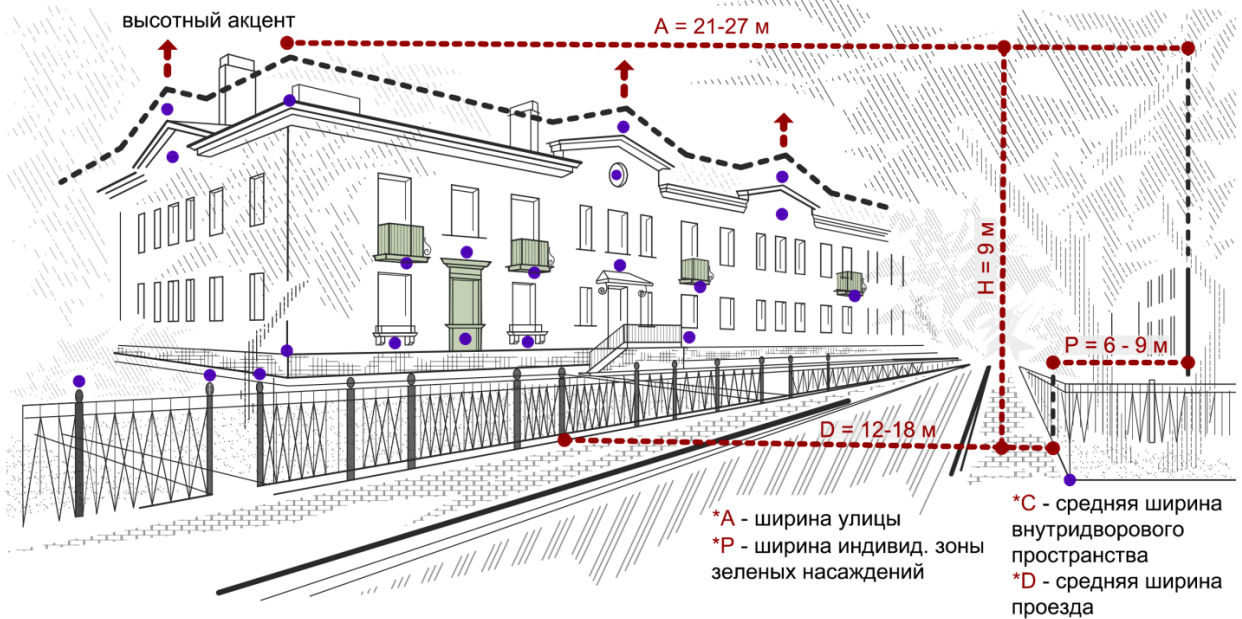 высотный акцент
A = 21-27 м
H = 9 м
P = 6 - 9 м
D = 12-18 м
*A - ширина улицы
*P - ширина индивид. зоны
зеленых насаждений
*C - средняя ширина
внутридворового
пространства
*D - средняя ширина
проезда